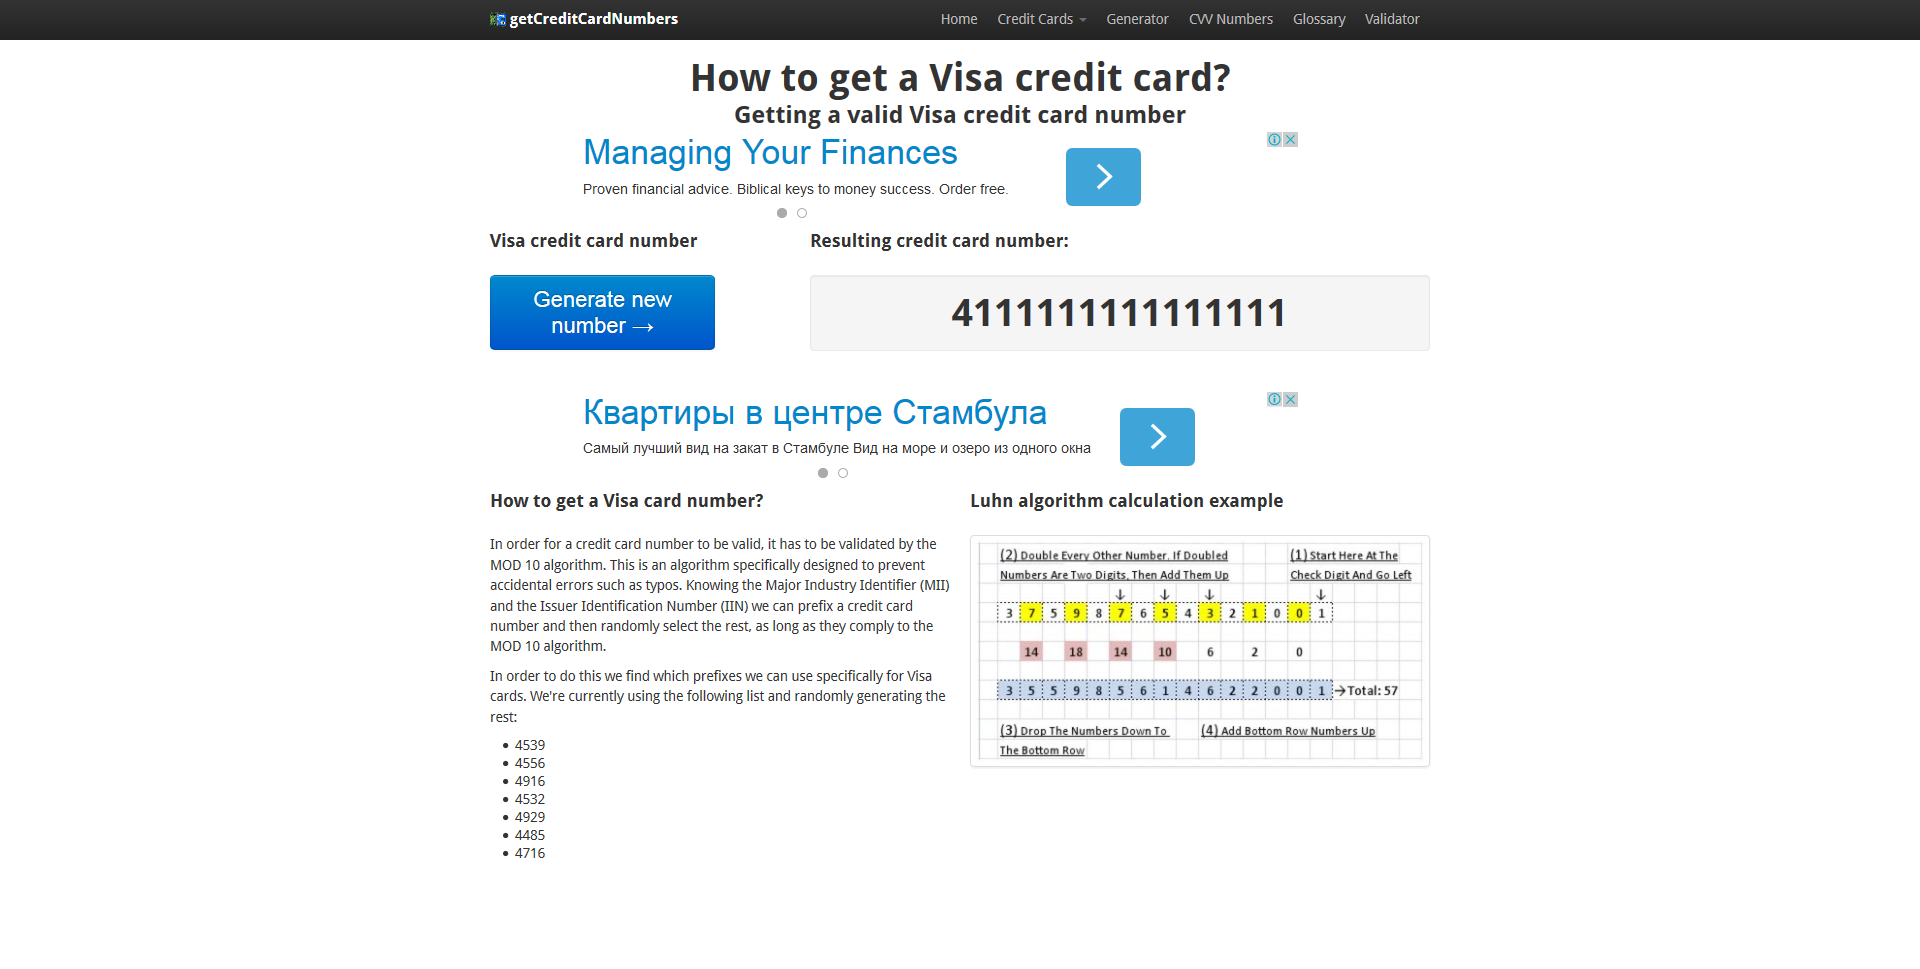 getCreditCardNumbers
Home Credit Cards Generator CVV Numbers Glossary Validator
How to get a Visa credit card?
Getting a valid Visa credit card number
Managing Your Finances
Proven financial advice. Biblical keys to money success. Order free.
Visa credit card number
Generate new
number →
Resulting credit card number:
4111111111111111
Квартиры в центре Стамбула
Самый лучший вид на закат в Стамбуле Вид на море и озеро из одного окна
How to get a Visa card number?
In order for a credit card number to be valid, it has to be validated by the
MOD 10 algorithm. This is an algorithm specifically designed to prevent
accidental errors such as typos. Knowing the Major Industry Identifier (MII)
and the Issuer Identification Number (IIN) we can prefix a credit card
number and then randomly select the rest, as long as they comply to the
MOD 10 algorithm.
In order to do this we find which prefixes we can use specifically for Visa
cards. We're currently using the following list and randomly generating the
rest:
• 4539
• 4556
• 4916
• 4532
• 4929
• 4485
• 4716
Luhn algorithm calculation example
(2) Double Every Other Number. If Doubled
Numbers Are Two Digits, Then Add Them Up
(1) Start Here At The
Check Digit And Go Left
3 7 5 9 8 7 6 5 4 3 2 1 0 0 1
14 18 14 10 6 2 0
3 5 5 9 8 5 6 1 4 6 2 2 0 0 1 →Total: 57
(3) Drop The Numbers Down To
The Bottom Row
(4) Add Bottom Row Numbers Up